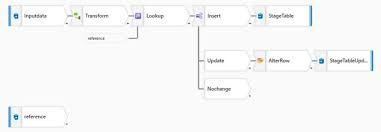 Inputdata
Transform
Lookup
Insert
StageTable
reference
Update
AlterRow
StageTableUpd...
Nochange
reference